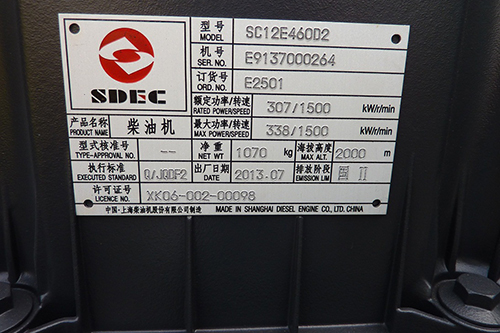 SDEC
型号 MODEL SC12E460D2
机号 SER.NO. E9137000264
订货号 ORD.NO. E2501
额定功率/转速 RATED POWER/SPEED 307/1500 kW/r/min
产品名称 PRODUCT NAME 柴油机 最大功率/转速 MAX POWER/SPEED 338/1500 kW/r/min
型式核准号 TYPE-APPROVAL NO. -- 净重 NET WT 1070 kg 海拔高度 MAX ALT. 2000 m
执行标准 EXECUTED STANDARD Q/JQDF2 出厂日期 DATE 2013.07 排放阶段 EMISSION LIM 国 II
许可证号 LICENCE NO. XK06-002-00098
中国·上海柴油机股份有限公司制造 MADE IN SHANGHAI DIESEL ENGINE CO., LTD. CHINA